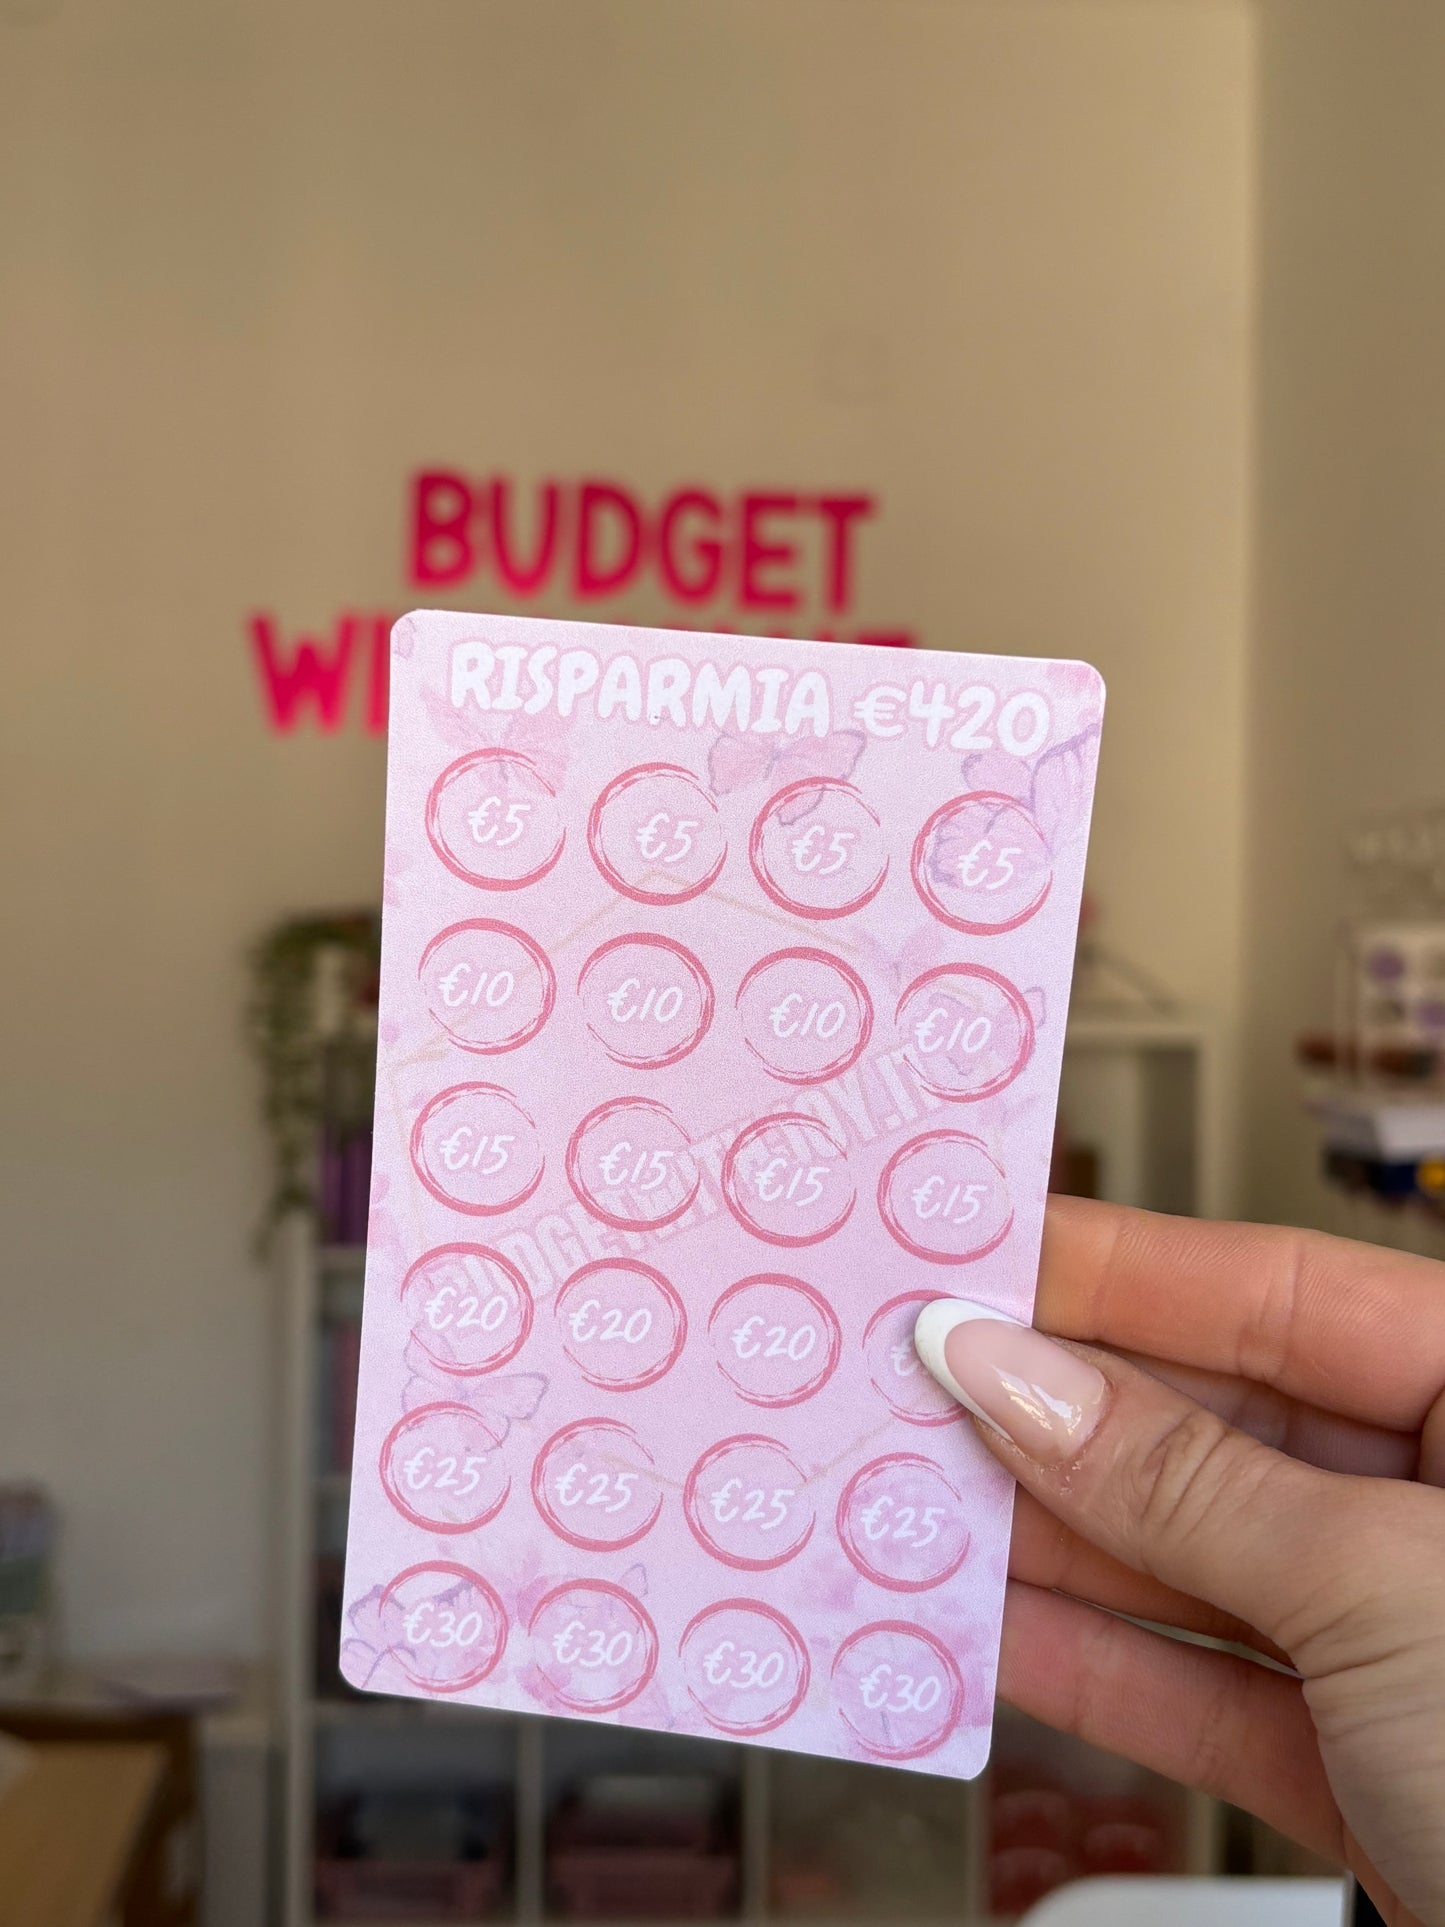 BUDGET
RISPARMIA €420
€5 €5 €5 €5
€10 €10 €10 €10
€15 €15 €15 €15
€20 €20 €20
€25 €25 €25 €25
€30 €30 €30 €30